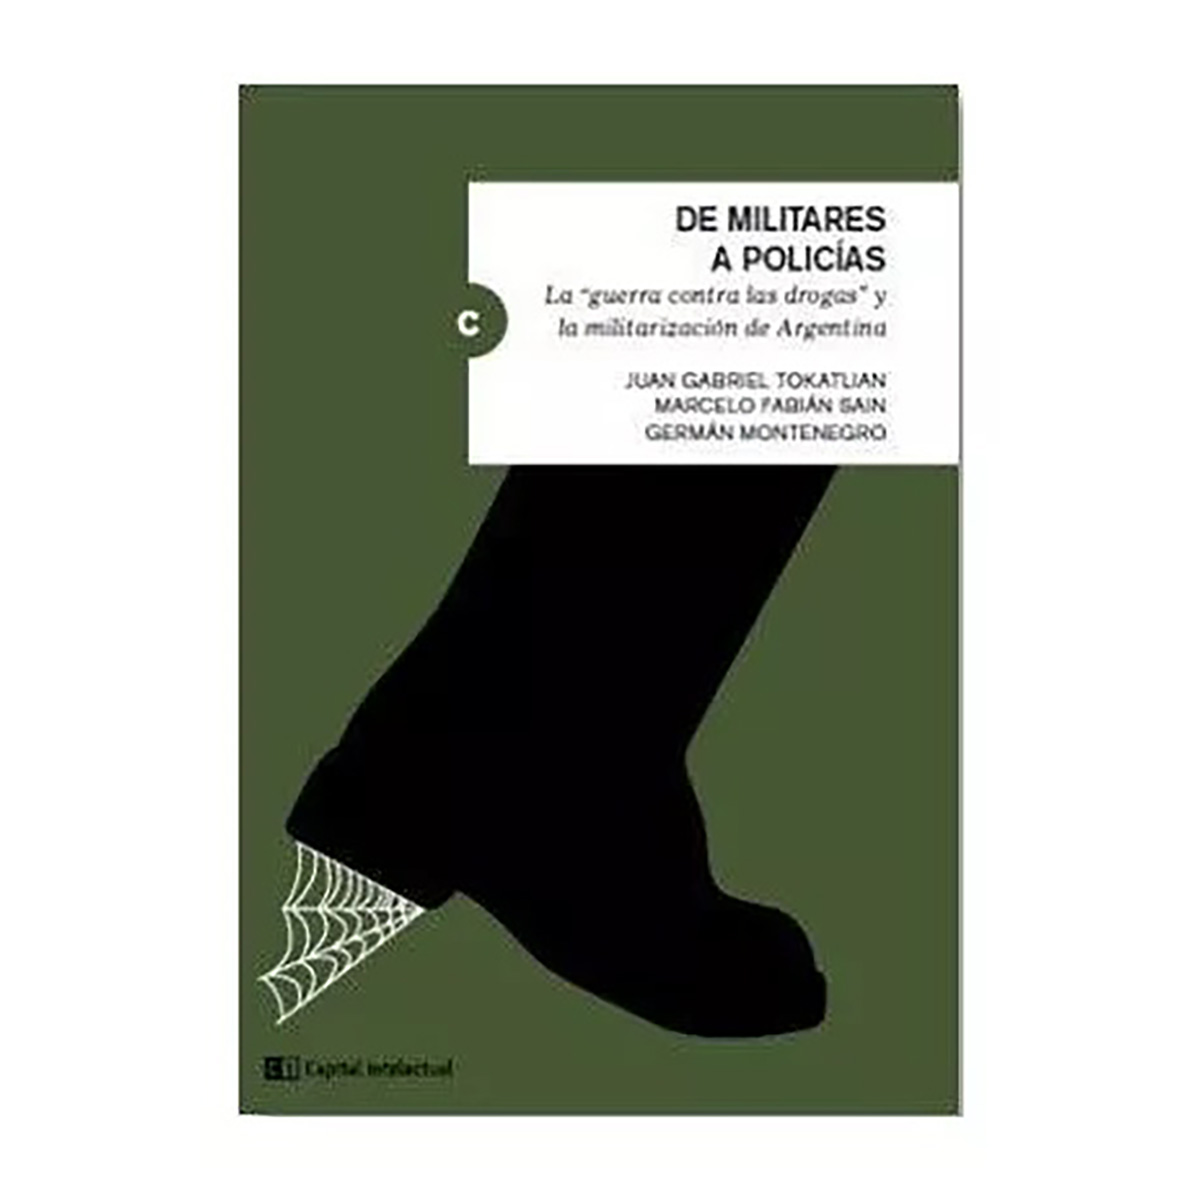 DE MILITARES
A POLICÍAS
La "guerra contra las drogas" y
la militarización de Argentina
C
JUAN GABRIEL TOKATLIAN
MARCELO FABIÁN SAIN
GERMÁN MONTENEGRO
Capital Intelectual